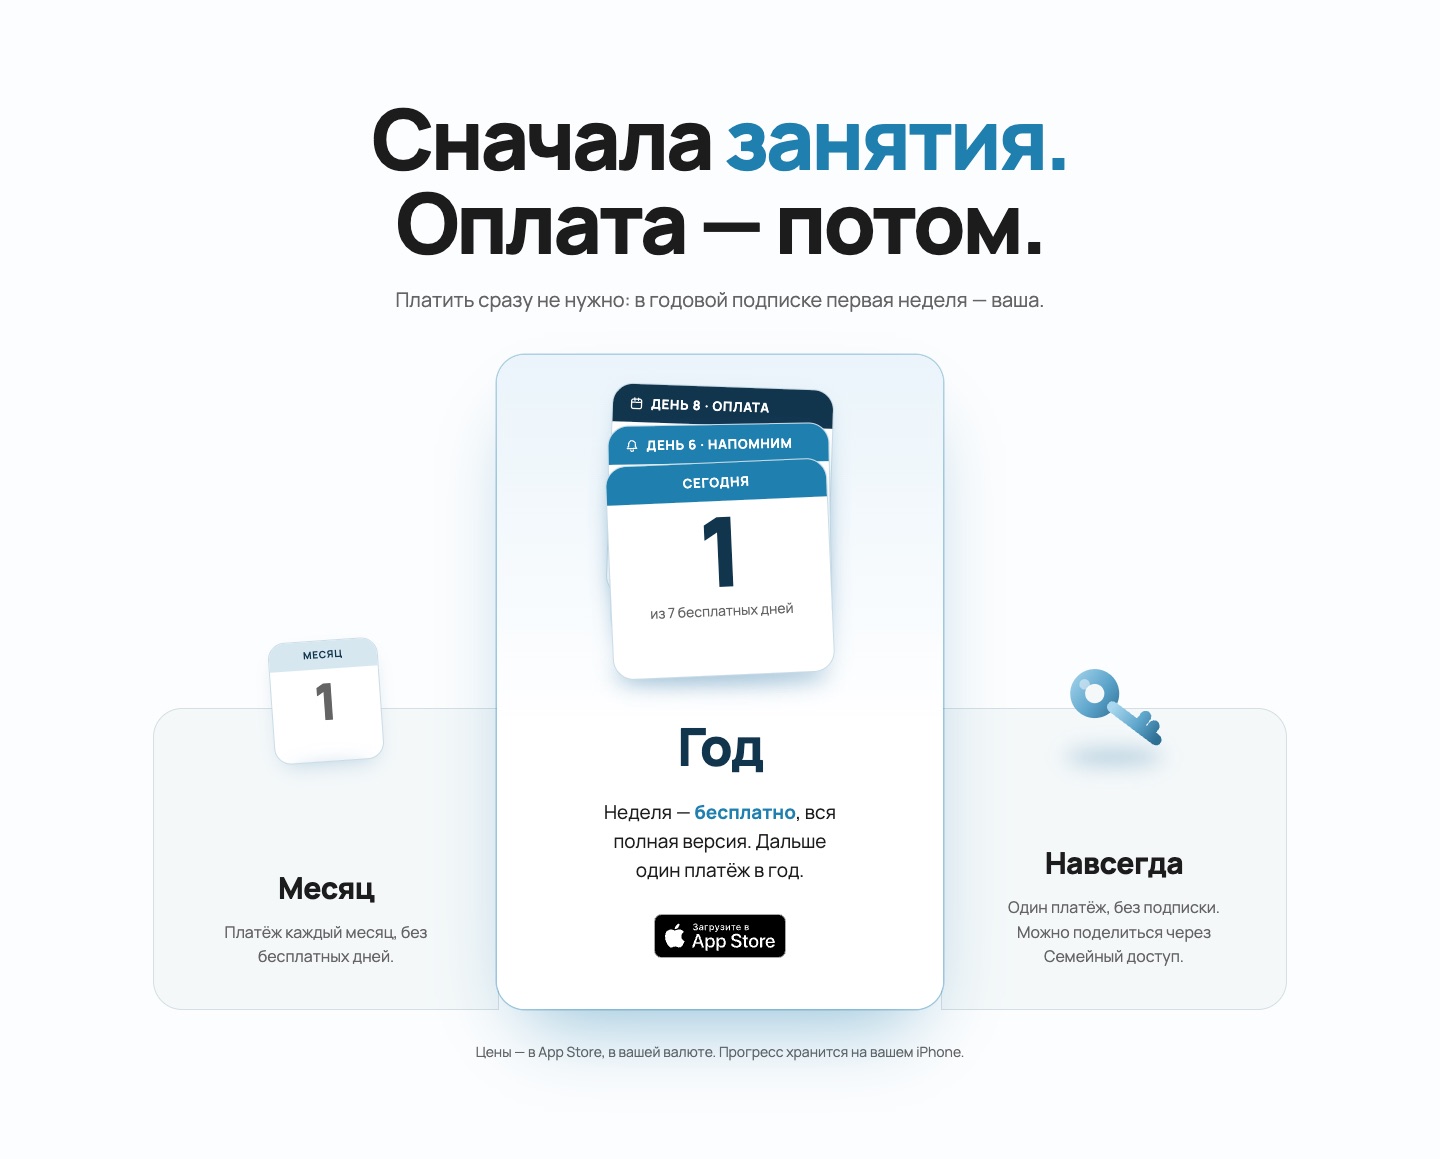 Сначала занятия.
Оплата — потом.
Платить сразу не нужно: в годовой подписке первая неделя — ваша.
ДЕНЬ 8 · ОПЛАТА
ДЕНЬ 6 · НАПОМНИМ
СЕГОДНЯ
1
из 7 бесплатных дней
МЕСЯЦ
1
Месяц
Платёж каждый месяц, без
бесплатных дней.
Год
Неделя — бесплатно, вся
полная версия. Дальше
один платёж в год.
Загрузите в
App Store
Навсегда
Один платёж, без подписки.
Можно поделиться через
Семейный доступ.
Цены — в App Store, в вашей валюте. Прогресс хранится на вашем iPhone.